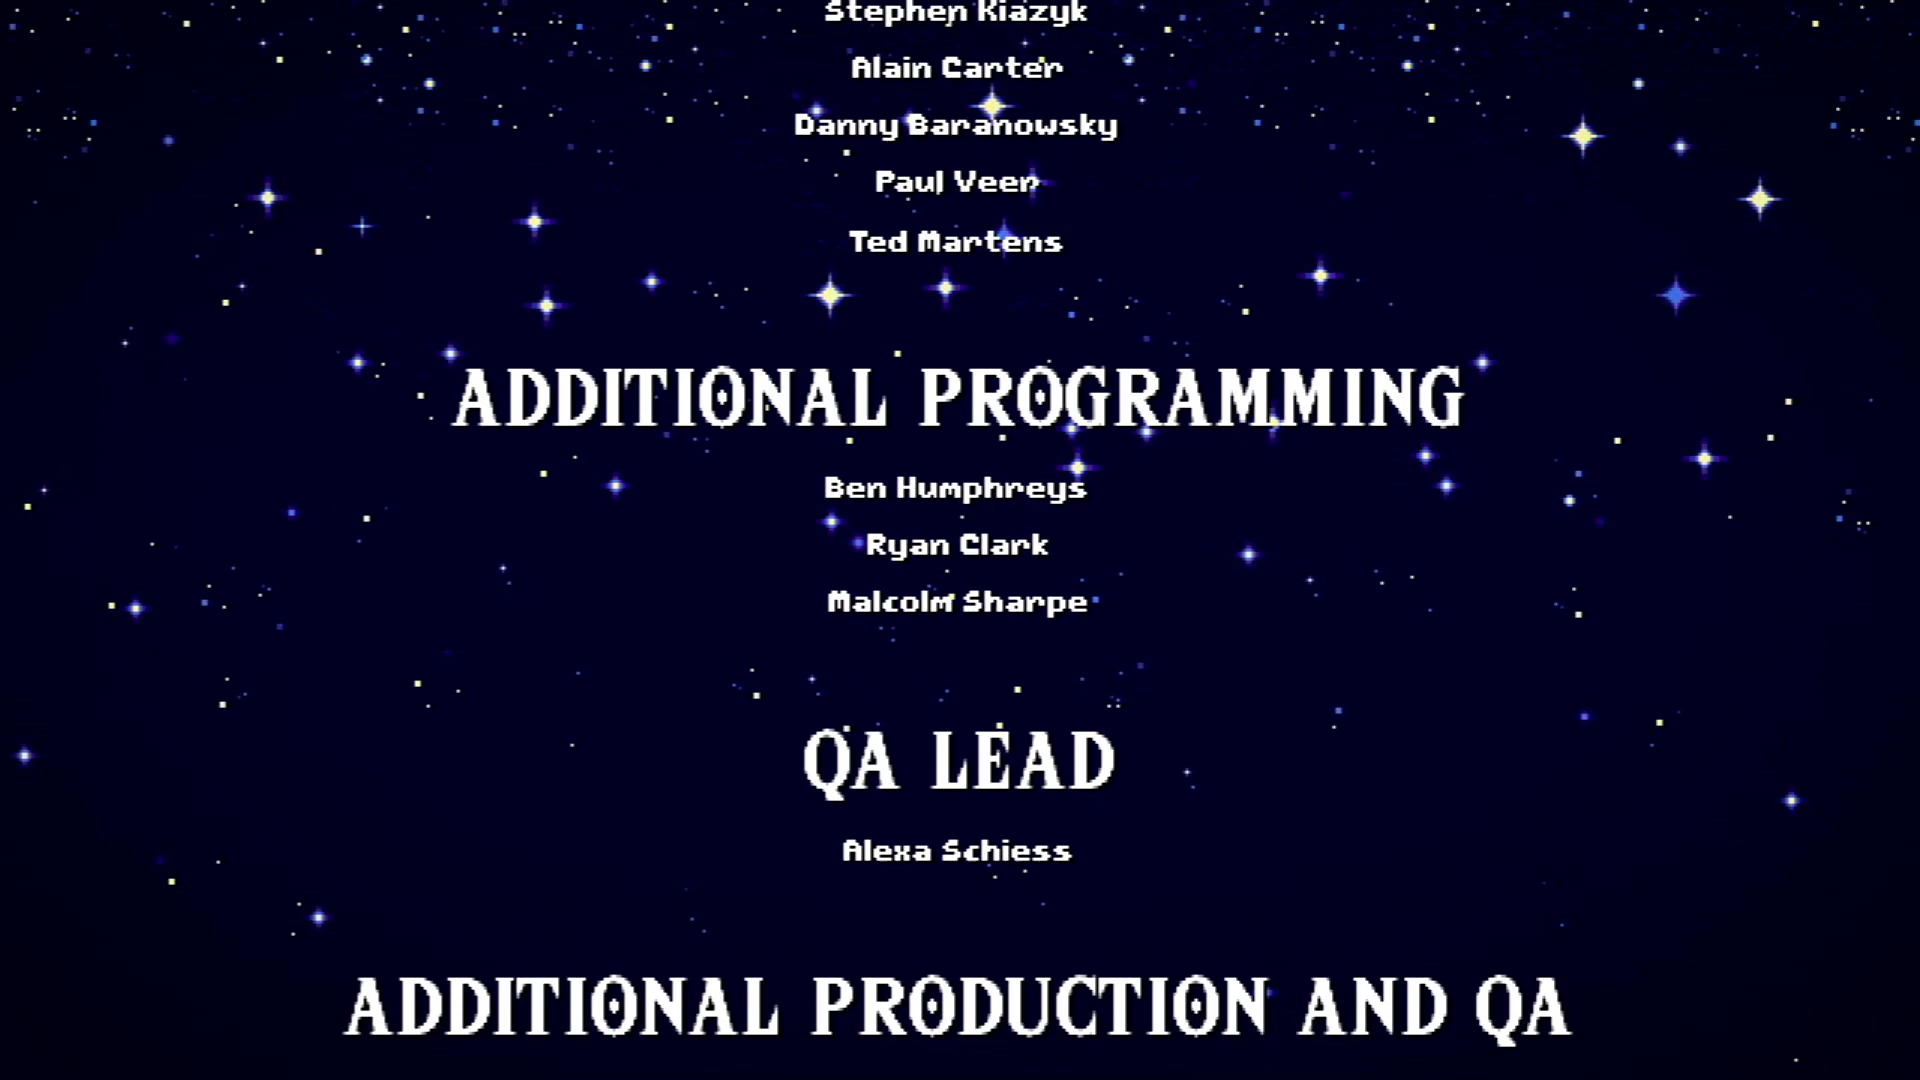 Stephen Kiazyk
Alain Carter
Danny Baranowsky
Paul Veer
Ted Martens
ADDITIONAL PROGRAMMING
Ben Humphreys
Ryan Clark
Malcolm Sharpe
QA LEAD
Alexa Schiess
ADDITIONAL PRODUCTION AND QA